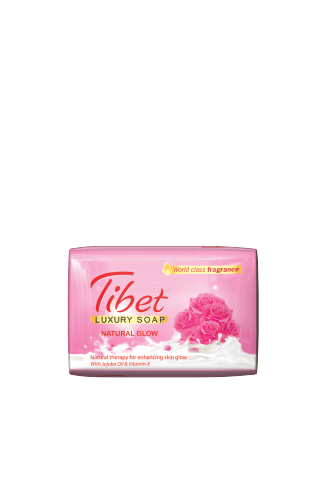 World class fragrance
Tibet
LUXURY SOAP
NATURAL GLOW
Natural therapy for enhancing skin glow
With Jojoba Oil & Vitamin-E